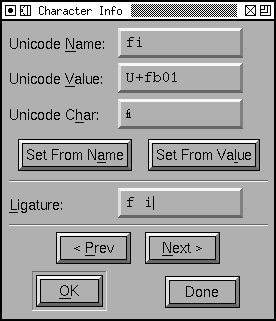 Character Info
Unicode Name: fi
Unicode Value: U+fb01
Unicode Char: ﬁ
Set From Name Set From Value
Ligature: f i
< Prev Next >
OK Done